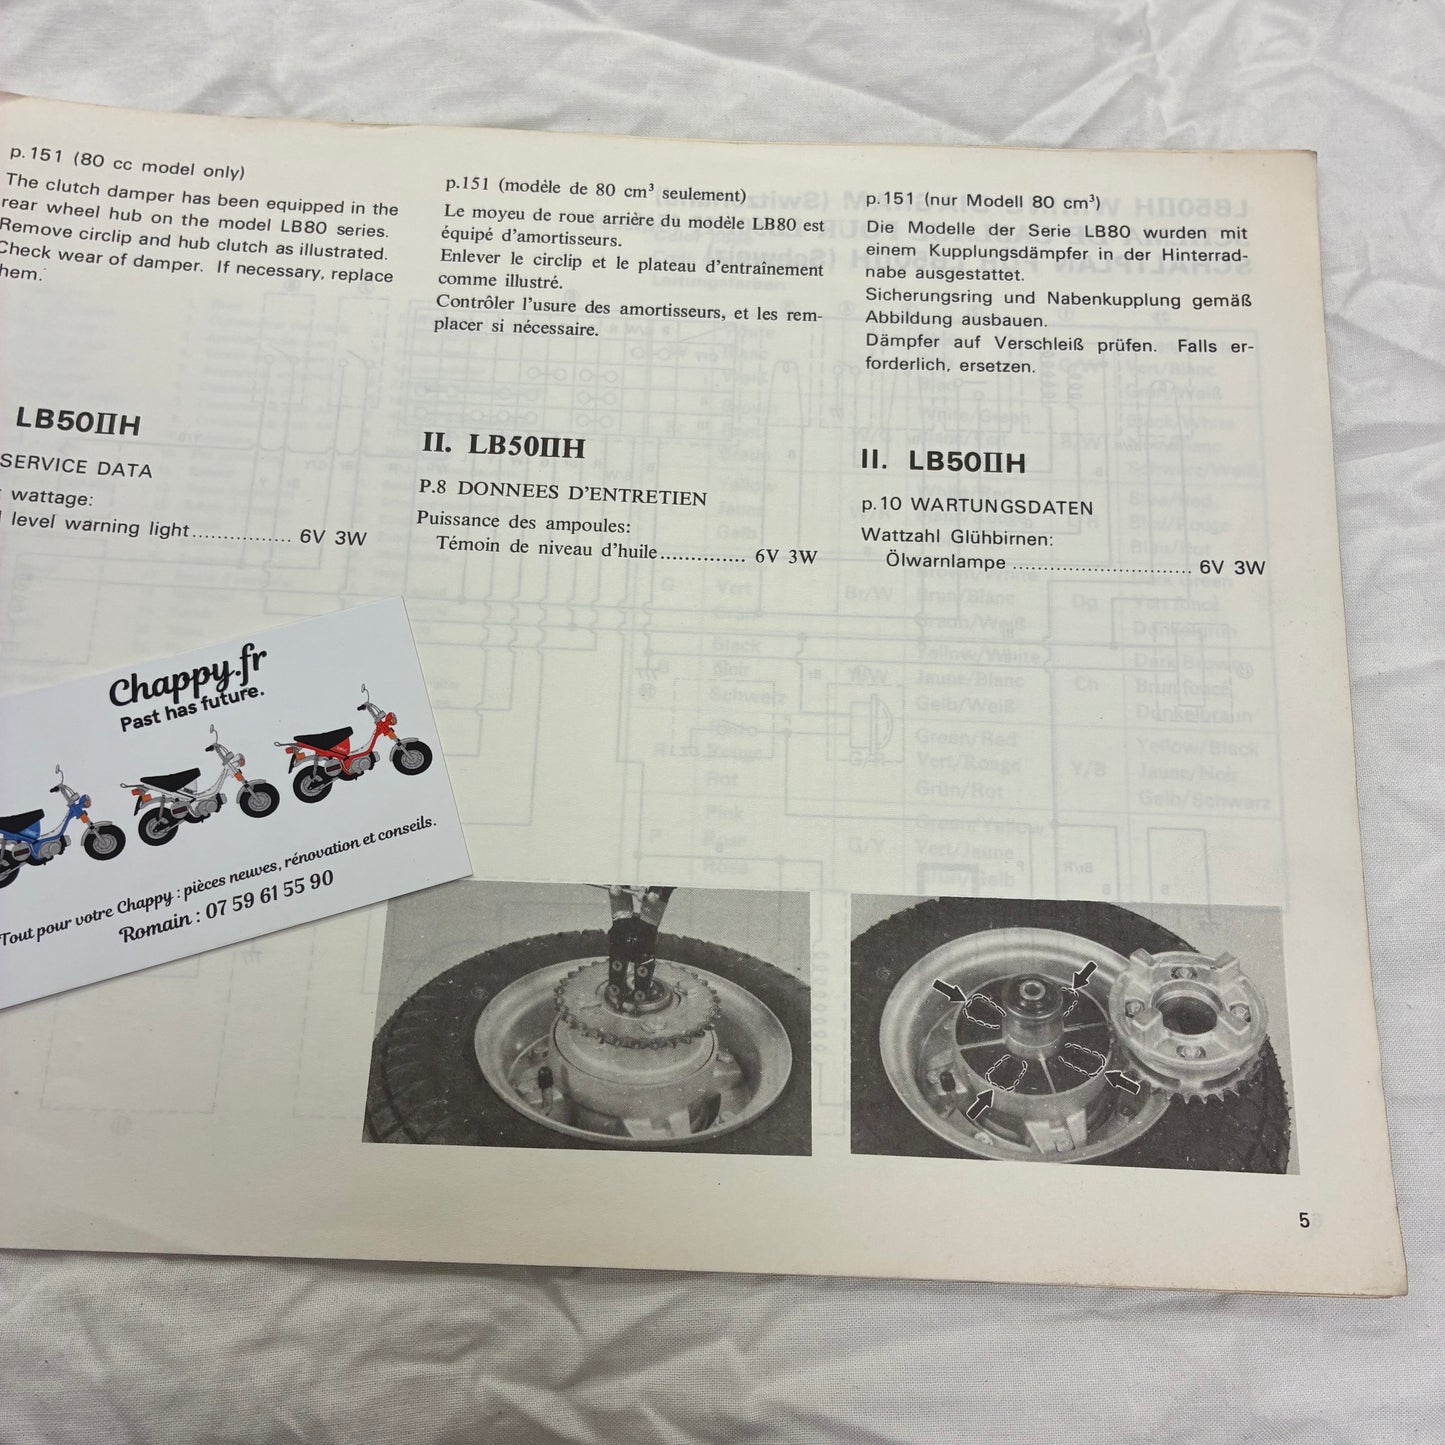 p.151 (80 cc model only)
The clutch damper has been equipped in the
rear wheel hub on the model LB80 series.
Remove circlip and hub clutch as illustrated.
Check wear of damper. If necessary, replace
hem.
LB50IIH
SERVICE DATA
wattage:
level warning light................ 6V 3W
p.151 (modèle de 80 cm³ seulement)
Le moyeu de roue arrière du modèle LB80 est
équipé d'amortisseurs.
Enlever le circlip et le plateau d'entraînement
comme illustré.
Contrôler l'usure des amortisseurs, et les rem-
placer si nécessaire.
II. LB50IIH
P.8 DONNEES D'ENTRETIEN
Puissance des ampoules:
Témoin de niveau d'huile.............. 6V 3W
p.151 (nur Modell 80 cm³)
Die Modelle der Serie LB80 wurden mit
einem Kupplungsdämpfer in der Hinterrad-
nabe ausgestattet.
Sicherungsring und Nabenkupplung gemäß
Abbildung ausbauen.
Dämpfer auf Verschleiß prüfen. Falls er-
forderlich, ersetzen.
II. LB50IIH
p.10 WARTUNGSDATEN
Wattzahl Glühbirnen:
Ölwarnlampe ............................ 6V 3W
Chappy.fr
Past has future.
Tout pour votre Chappy : pièces neuves, rénovation et conseils.
Romain : 07 59 61 55 90
5